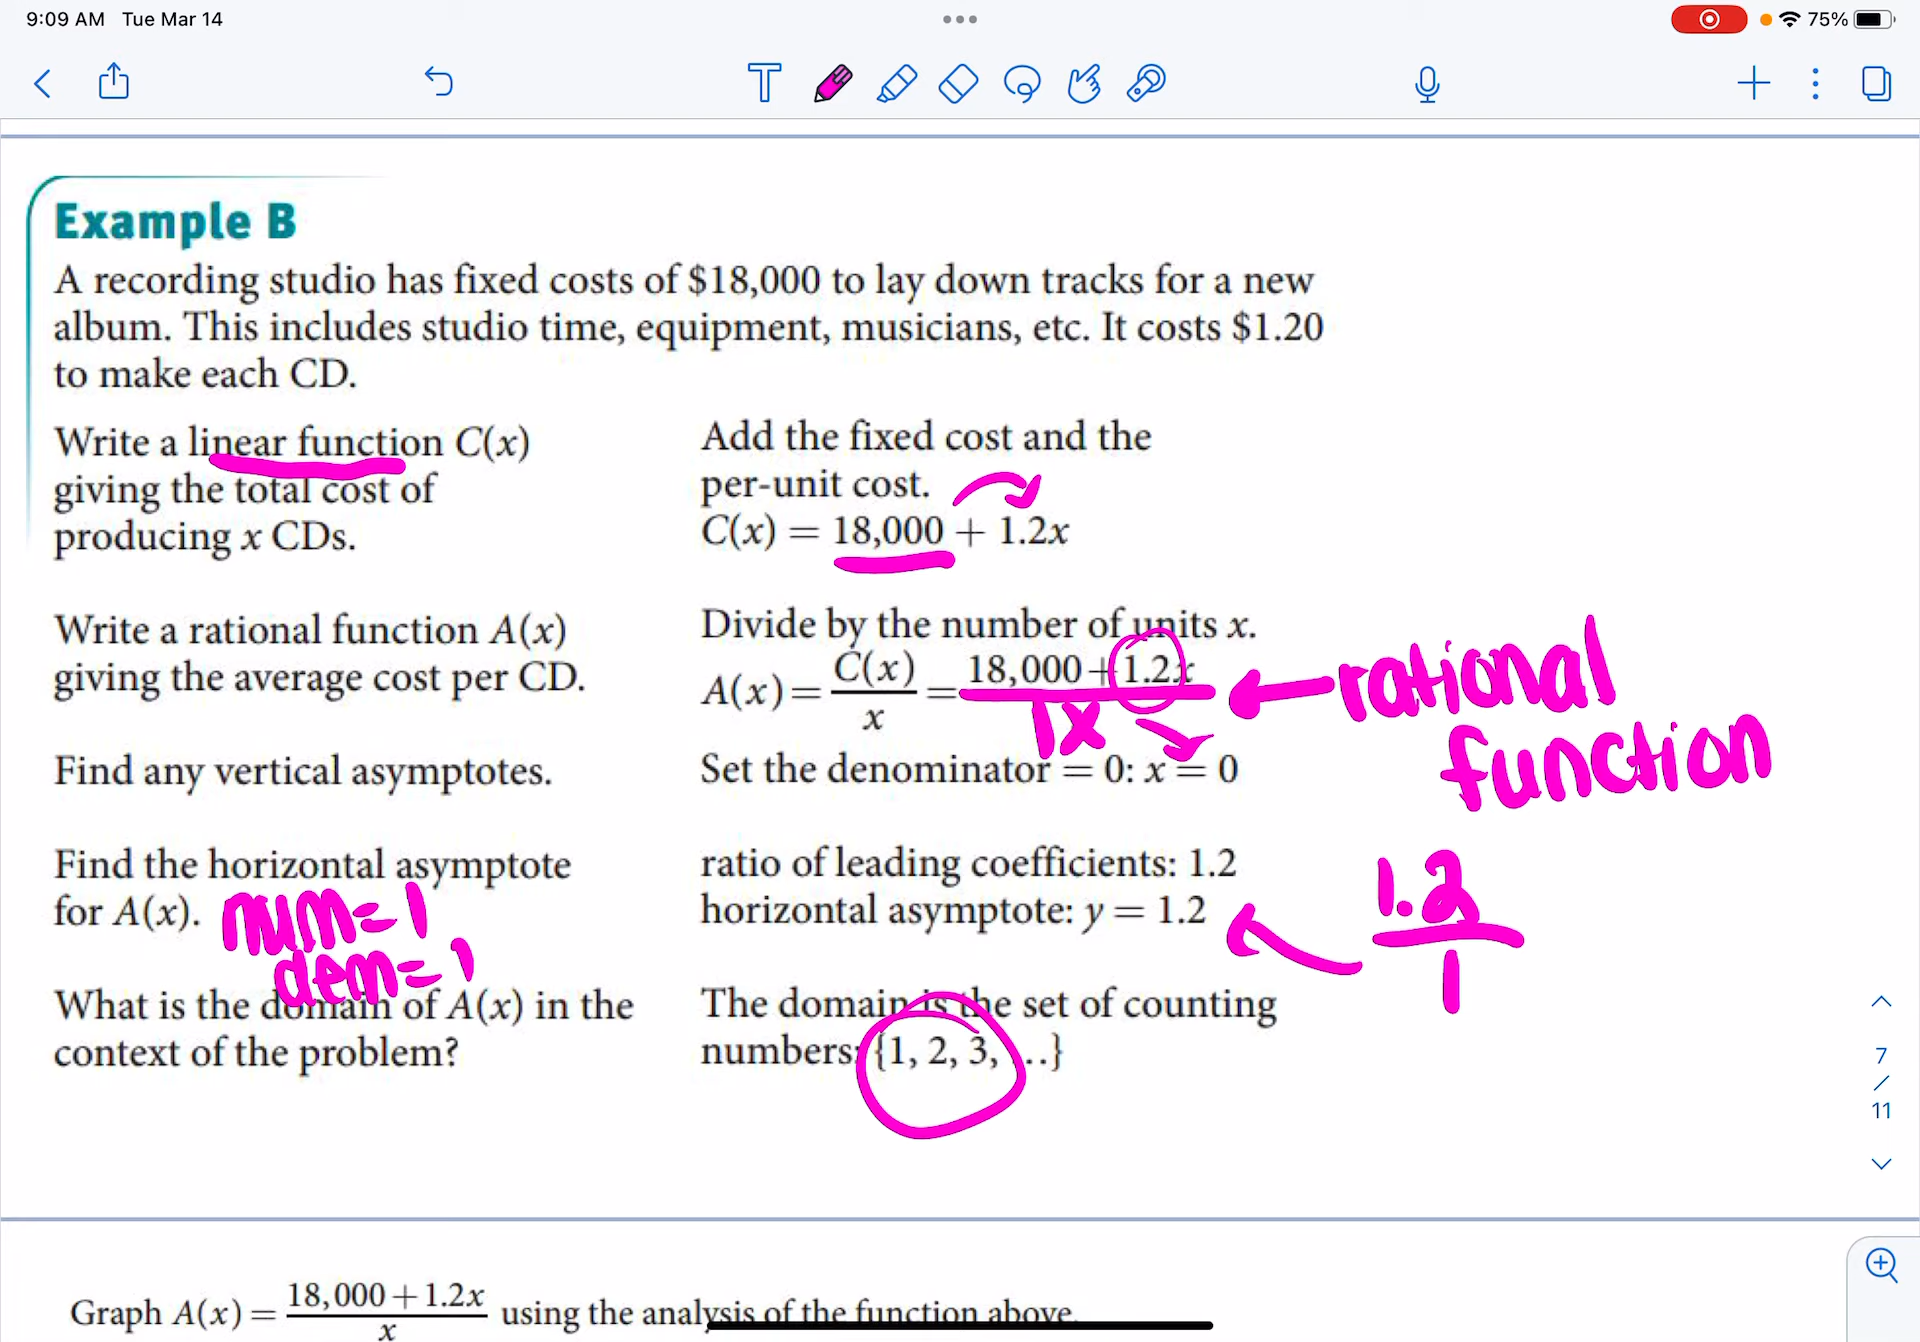 9:09 AM Tue Mar 14
75%
Example B
A recording studio has fixed costs of $18,000 to lay down tracks for a new
album. This includes studio time, equipment, musicians, etc. It costs $1.20
to make each CD.
Write a linear function C(x)
giving the total cost of
producing x CDs.
Add the fixed cost and the
per-unit cost.
C(x) = 18,000 + 1.2x
Write a rational function A(x)
giving the average cost per CD.
Divide by the number of units x.
A(x) = C(x)/x = 18,000 + 1.2x/1x
rational
function
Find any vertical asymptotes.
Set the denominator = 0: x = 0
Find the horizontal asymptote
for A(x).
num=1
dem=1
ratio of leading coefficients: 1.2
horizontal asymptote: y = 1.2
1.2
1
What is the domain of A(x) in the
context of the problem?
The domain is the set of counting
numbers: {1, 2, 3, ...}
7
/
11
Graph A(x) = 18,000 + 1.2x/x using the analysis of the function above.